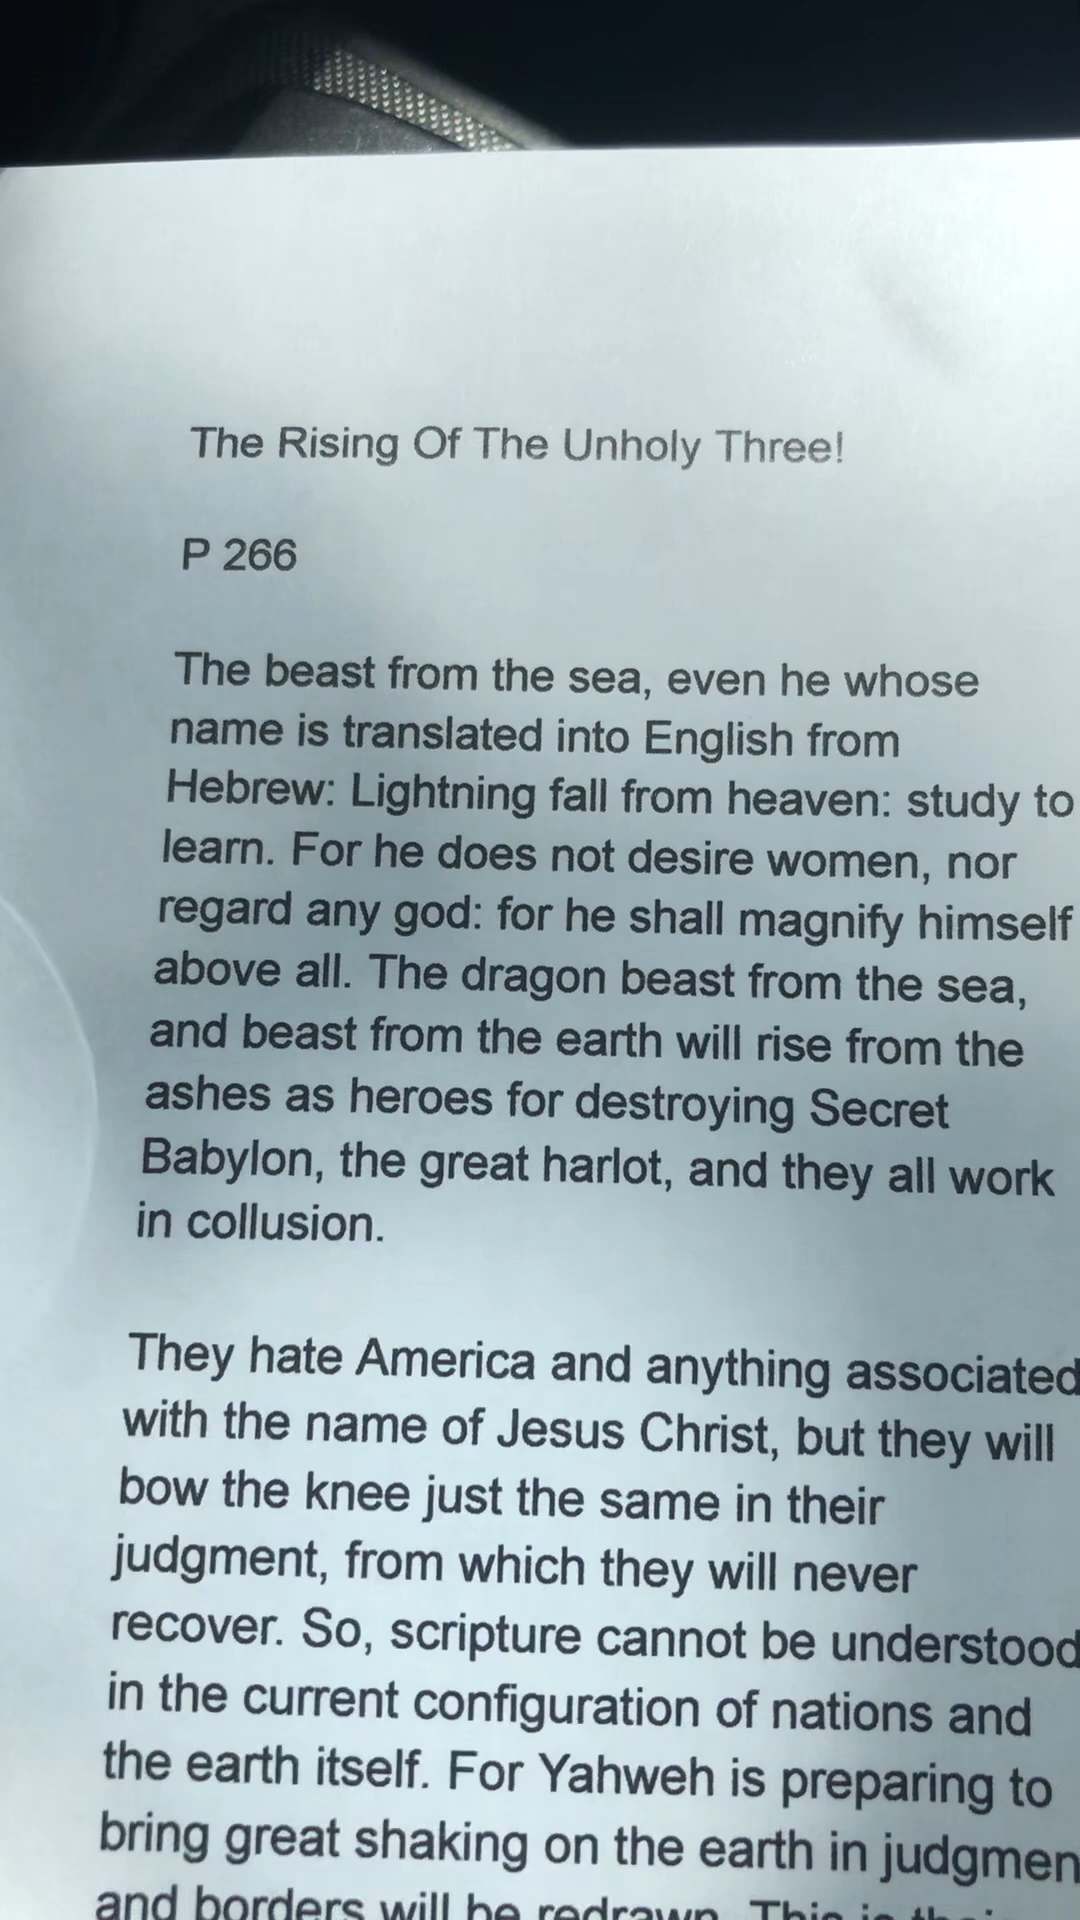 The Rising Of The Unholy Three!
P 266
The beast from the sea, even he whose
name is translated into English from
Hebrew: Lightning fall from heaven: study to
learn. For he does not desire women, nor
regard any god: for he shall magnify himself
above all. The dragon beast from the sea,
and beast from the earth will rise from the
ashes as heroes for destroying Secret
Babylon, the great harlot, and they all work
in collusion.
They hate America and anything associated
with the name of Jesus Christ, but they will
bow the knee just the same in their
judgment, from which they will never
recover. So, scripture cannot be understood
in the current configuration of nations and
the earth itself. For Yahweh is preparing to
bring great shaking on the earth in judgmen
and borders will be redrawn. This is